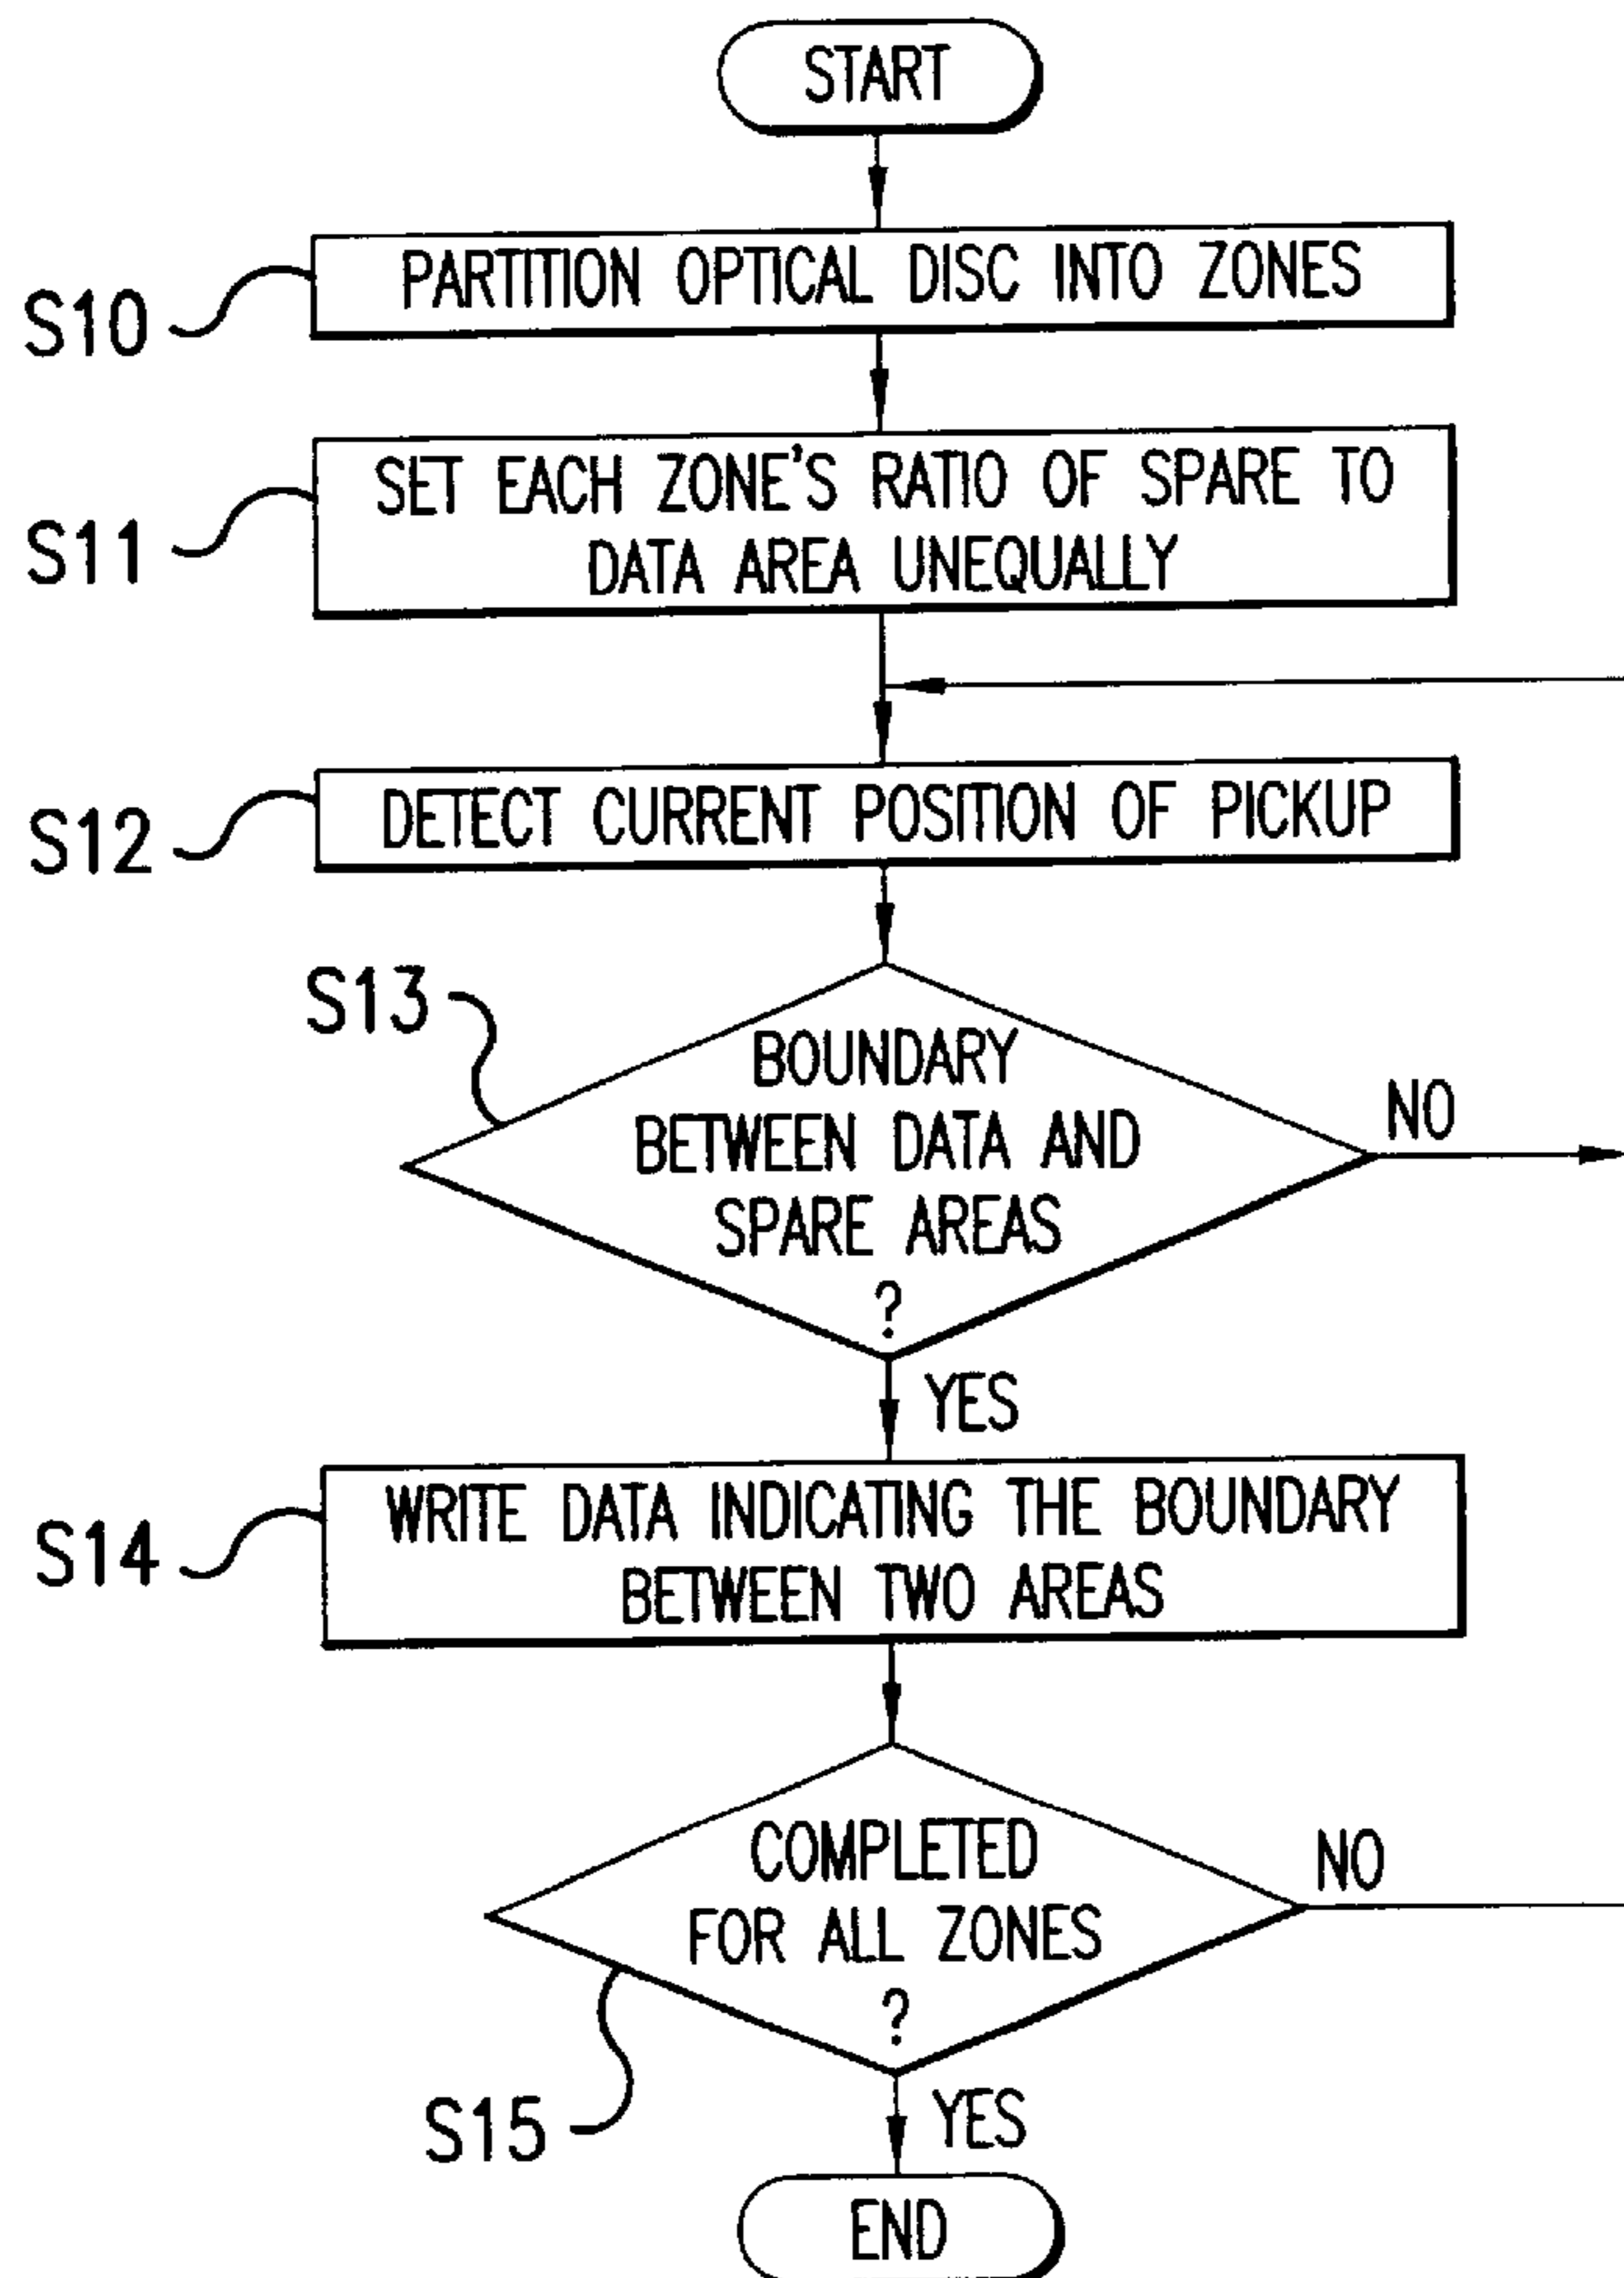 START
S10
PARTITION OPTICAL DISC INTO ZONES
S11
SET EACH ZONE'S RATIO OF SPARE TO
DATA AREA UNEQUALLY
S12
DETECT CURRENT POSITION OF PICKUP
S13
BOUNDARY
BETWEEN DATA AND
SPARE AREAS
?
NO
YES
S14
WRITE DATA INDICATING THE BOUNDARY
BETWEEN TWO AREAS
COMPLETED
FOR ALL ZONES
?
NO
S15
YES
END